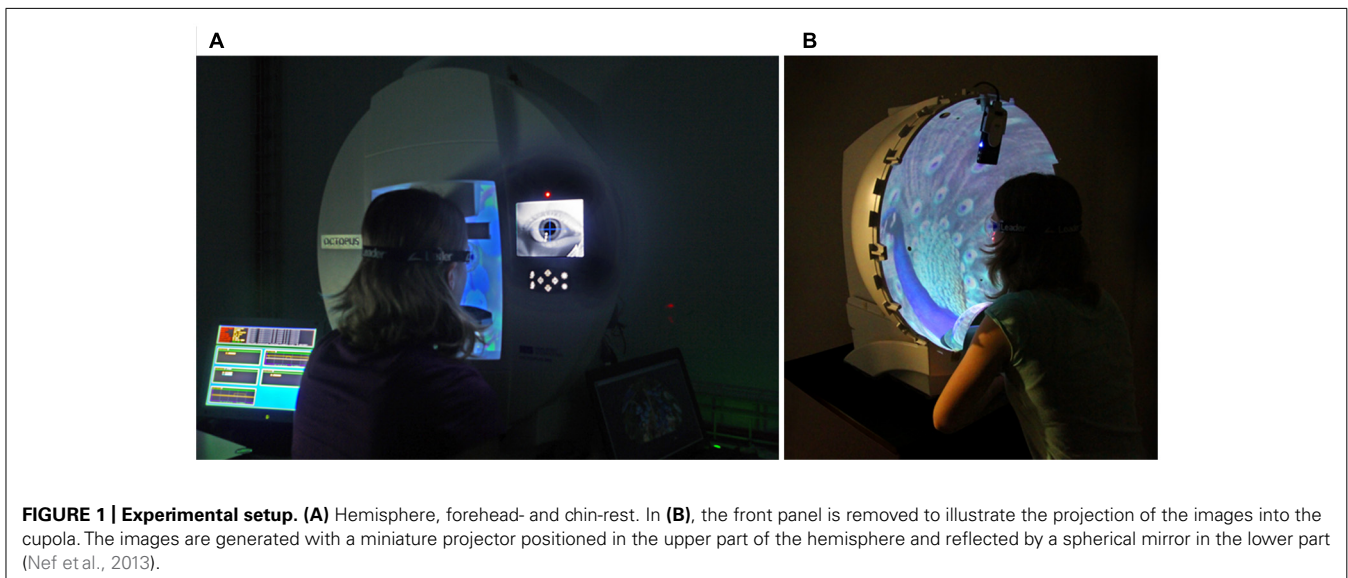 A
B
OCTOPUS
Leader
FIGURE 1 | Experimental setup. (A) Hemisphere, forehead- and chin-rest. In (B), the front panel is removed to illustrate the projection of the images into the
cupola. The images are generated with a miniature projector positioned in the upper part of the hemisphere and reflected by a spherical mirror in the lower part
(Nef et al., 2013).